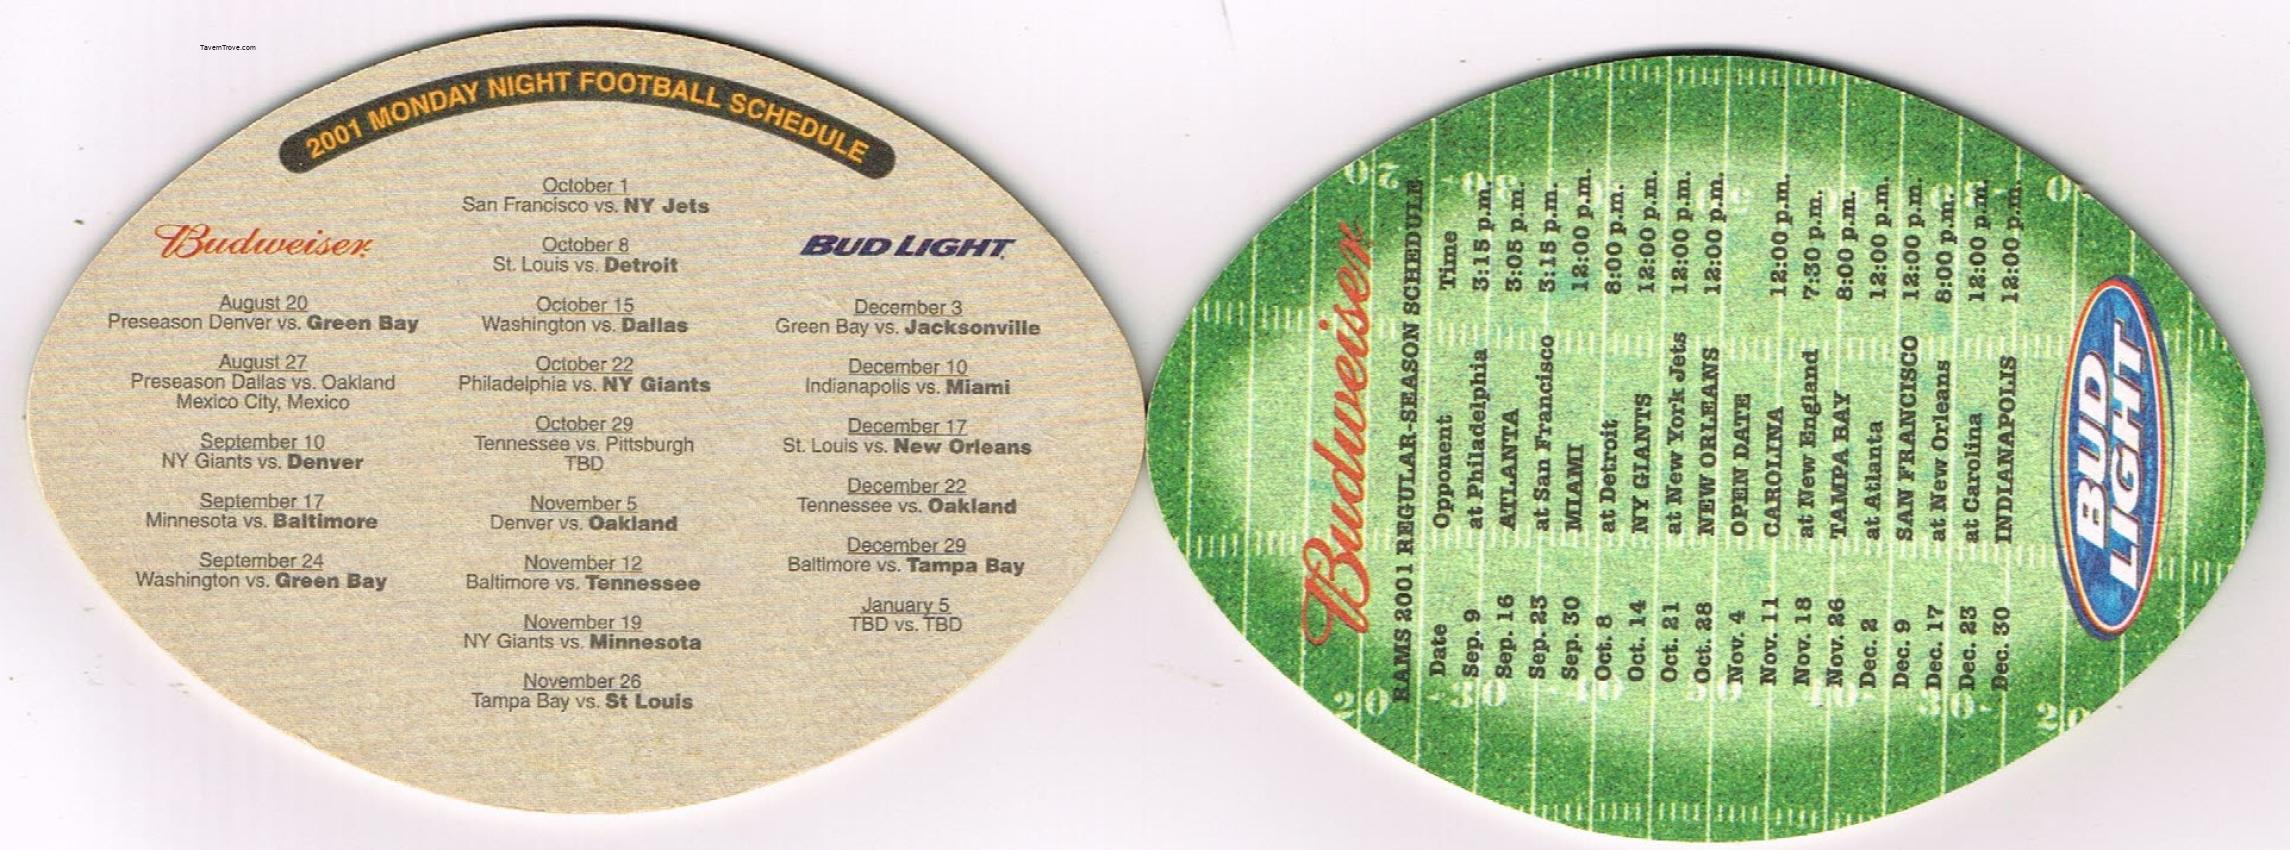 TavernTrove.com
2001 MONDAY NIGHT FOOTBALL SCHEDULE
Budweiser
August 20
Preseason Denver vs. Green Bay
August 27
Preseason Dallas vs. Oakland
Mexico City, Mexico
September 10
NY Giants vs. Denver
September 17
Minnesota vs. Baltimore
September 24
Washington vs. Green Bay
October 1
San Francisco vs. NY Jets
October 8
St. Louis vs. Detroit
October 15
Washington vs. Dallas
October 22
Philadelphia vs. NY Giants
October 29
Tennessee vs. Pittsburgh
TBD
November 5
Denver vs. Oakland
November 12
Baltimore vs. Tennessee
November 19
NY Giants vs. Minnesota
November 26
Tampa Bay vs. St Louis
BUD LIGHT
December 3
Green Bay vs. Jacksonville
December 10
Indianapolis vs. Miami
December 17
St. Louis vs. New Orleans
December 22
Tennessee vs. Oakland
December 29
Baltimore vs. Tampa Bay
January 5
TBD vs. TBD
Budweiser
RAMS 2001 REGULAR-SEASON SCHEDULE
Date Opponent Time
Sep. 9 at Philadelphia 3:15 p.m.
Sep. 16 ATLANTA 3:05 p.m.
Sep. 23 at San Francisco 3:15 p.m.
Sep. 30 MIAMI 12:00 p.m.
Oct. 8 at Detroit 8:00 p.m.
Oct. 14 NY GIANTS 12:00 p.m.
Oct. 21 at New York Jets 12:00 p.m.
Oct. 28 NEW ORLEANS 12:00 p.m.
Nov. 4 OPEN DATE
Nov. 11 CAROLINA 12:00 p.m.
Nov. 18 at New England 7:30 p.m.
Nov. 26 TAMPA BAY 8:00 p.m.
Dec. 2 at Atlanta 12:00 p.m.
Dec. 9 SAN FRANCISCO 12:00 p.m.
Dec. 17 at New Orleans 8:00 p.m.
Dec. 23 at Carolina 12:00 p.m.
Dec. 30 INDIANAPOLIS 12:00 p.m.
BUD
LIGHT